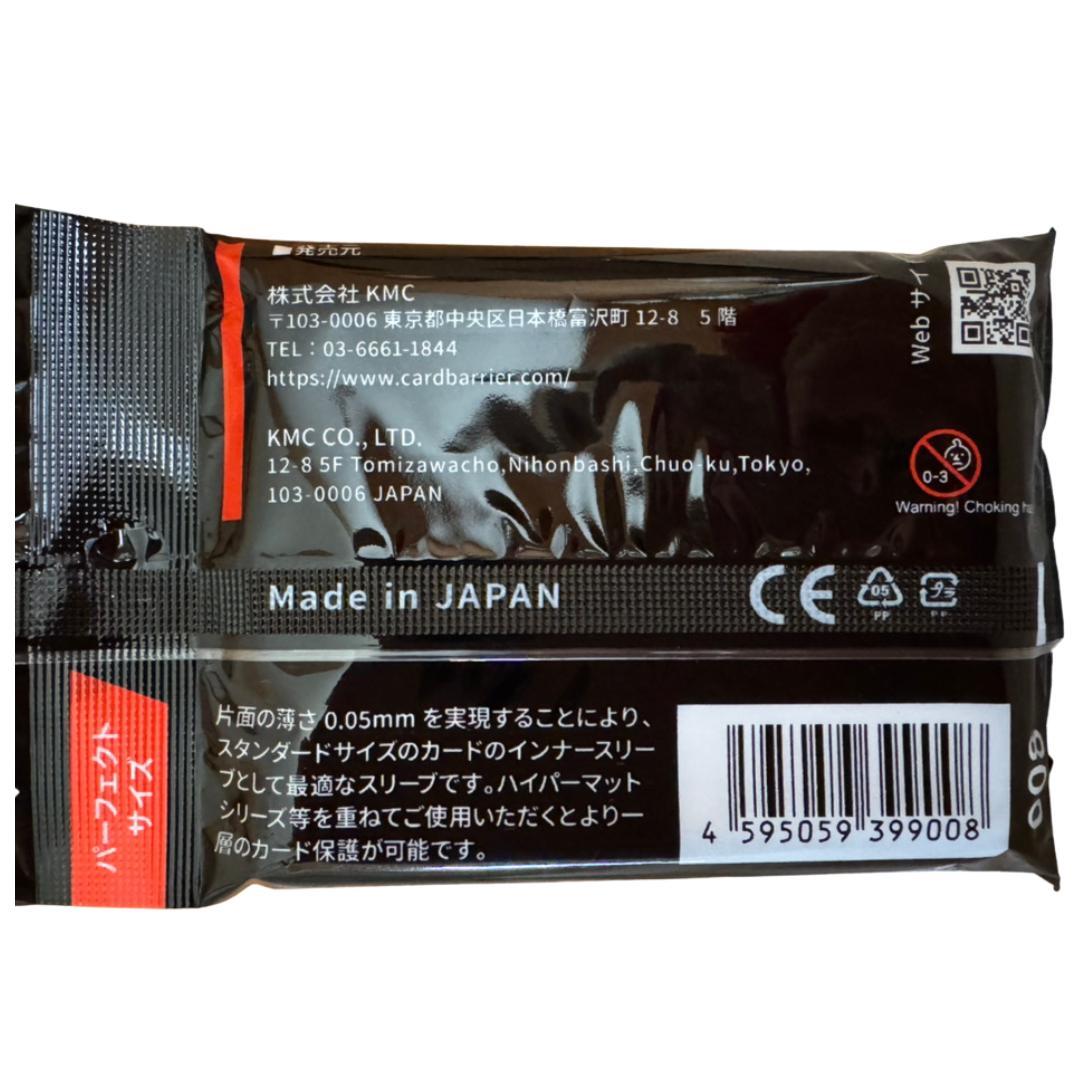 発売元
株式会社 KMC
〒103-0006 東京都中央区日本橋富沢町 12-8　5 階
TEL：03-6661-1844
https://www.cardbarrier.com/
KMC CO., LTD.
12-8 5F Tomizawacho,Nihonbashi,Chuo-ku,Tokyo,
103-0006 JAPAN
Web サイ
0-3
Warning! Choking ha
Made in JAPAN
CE
05
PP
プラ
PP
パーフェクト
サイズ
片面の薄さ 0.05mm を実現することにより、
スタンダードサイズのカードのインナースリー
ブとして最適なスリーブです。ハイパーマット
シリーズ等を重ねてご使用いただくとより一
層のカード保護が可能です。
4 595059 399008
800